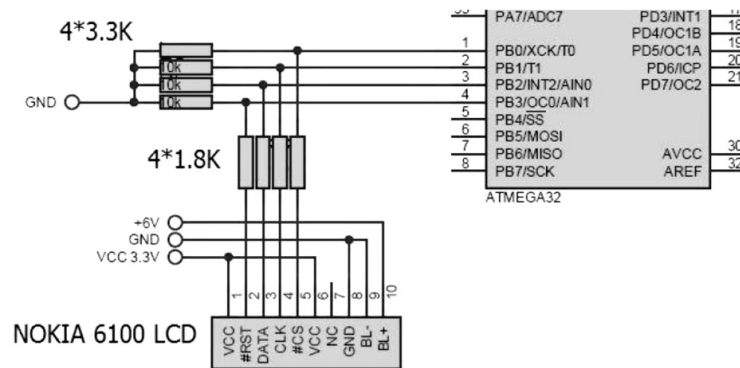 4*3.3K
10k
10k
10k
GND
4*1.8K
+6V
GND
VCC 3.3V
NOKIA 6100 LCD
1
2
3
4
5
6
7
8
9
10
VCC
#RST
DATA
CLK
#CS
VCC
NC
GND
BL-
BL+
PA7/ADC7
1 PB0/XCK/T0
2 PB1/T1
3 PB2/INT2/AIN0
4 PB3/OC0/AIN1
5 PB4/SS
6 PB5/MOSI
7 PB6/MISO
8 PB7/SCK
PD3/INT1
PD4/OC1B 18
PD5/OC1A 19
PD6/ICP 20
PD7/OC2 21
AVCC 30
AREF 32
ATMEGA32